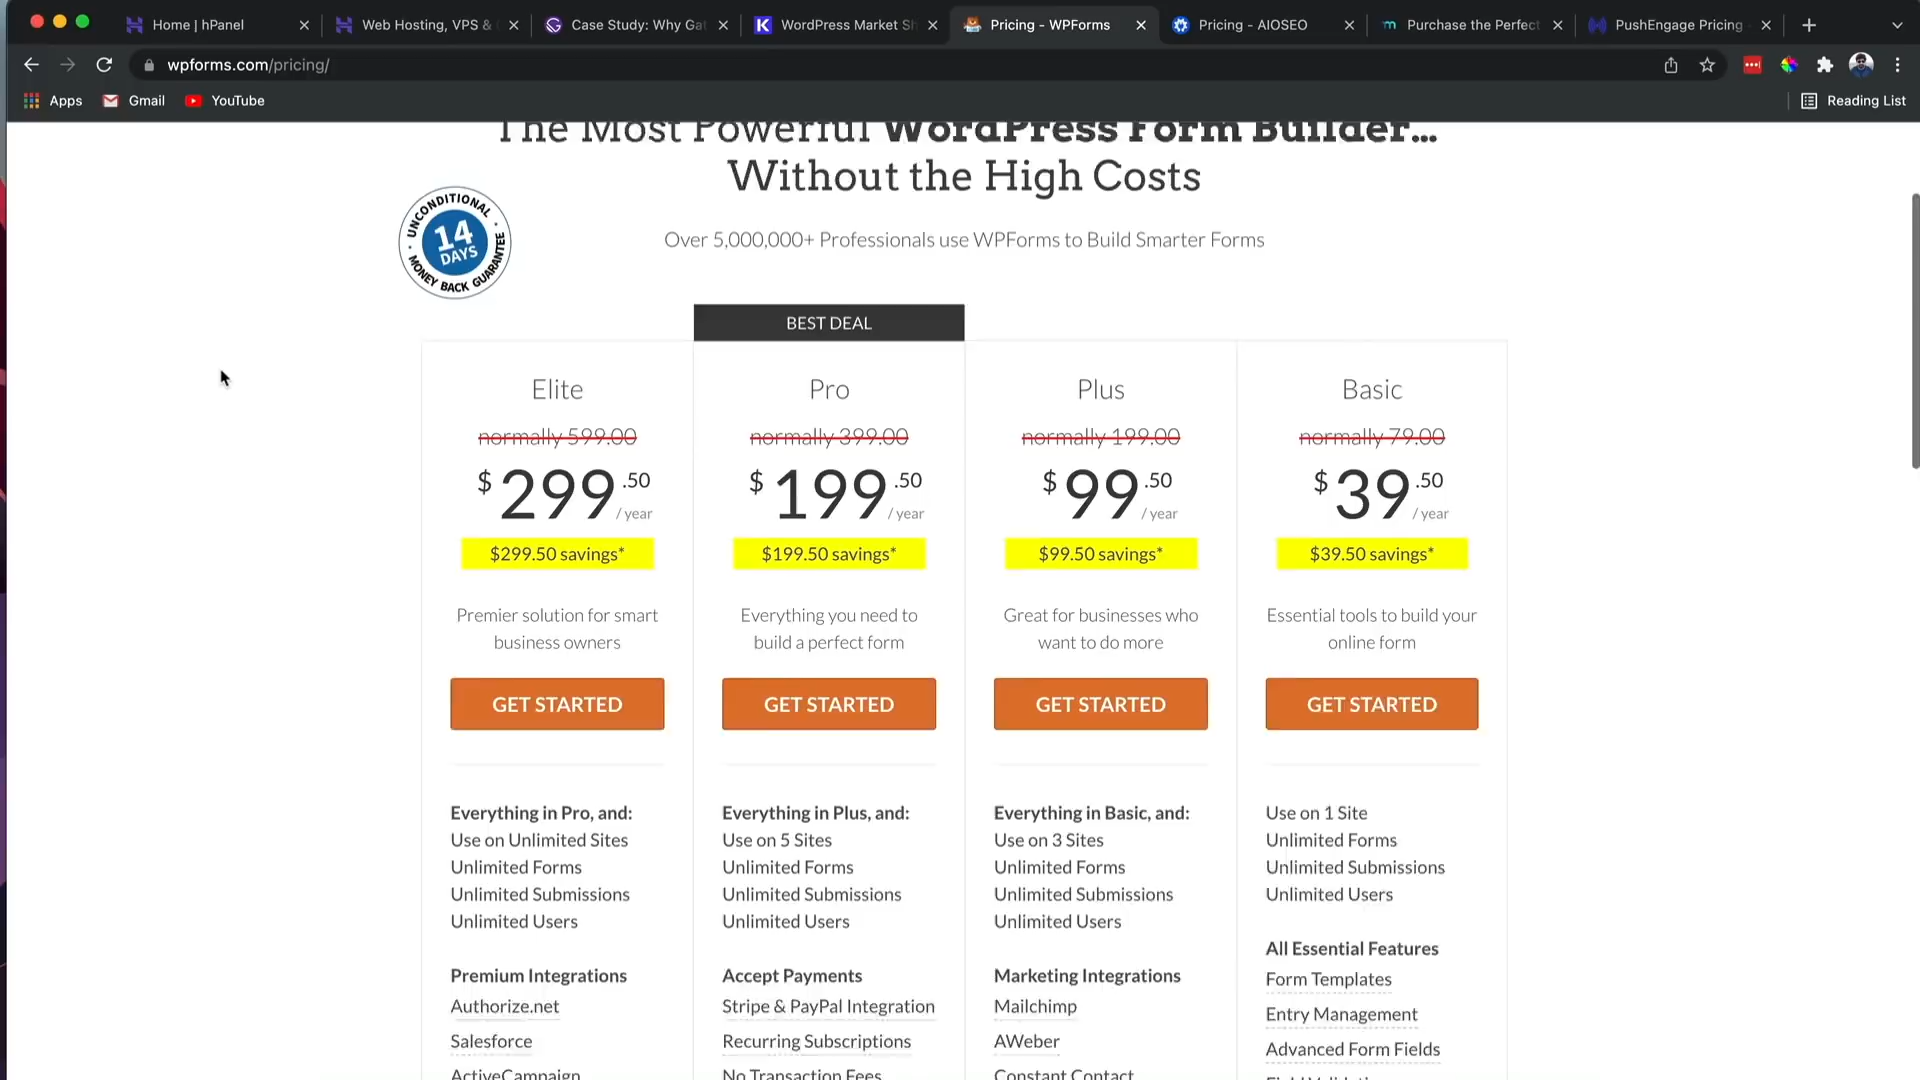 Home | hPanel
Web Hosting, VPS &
Case Study: Why Gat
WordPress Market Sh
Pricing - WPForms
Pricing - AIOSEO
Purchase the Perfect
PushEngage Pricing -
wpforms.com/pricing/
Apps
Gmail
YouTube
Reading List
The Most Powerful WordPress Form Builder...
Without the High Costs
UNCONDITIONAL
14
DAYS
MONEY BACK GUARANTEE
Over 5,000,000+ Professionals use WPForms to Build Smarter Forms
BEST DEAL
Elite
normally 599.00
$299.50 / year
$299.50 savings*
Premier solution for smart
business owners
GET STARTED
Everything in Pro, and:
Use on Unlimited Sites
Unlimited Forms
Unlimited Submissions
Unlimited Users
Premium Integrations
Authorize.net
Salesforce
ActiveCampaign
Pro
normally 399.00
$199.50 / year
$199.50 savings*
Everything you need to
build a perfect form
GET STARTED
Everything in Plus, and:
Use on 5 Sites
Unlimited Forms
Unlimited Submissions
Unlimited Users
Accept Payments
Stripe & PayPal Integration
Recurring Subscriptions
No Transaction Fees
Plus
normally 199.00
$99.50 / year
$99.50 savings*
Great for businesses who
want to do more
GET STARTED
Everything in Basic, and:
Use on 3 Sites
Unlimited Forms
Unlimited Submissions
Unlimited Users
Marketing Integrations
Mailchimp
AWeber
Constant Contact
Basic
normally 79.00
$39.50 / year
$39.50 savings*
Essential tools to build your
online form
GET STARTED
Use on 1 Site
Unlimited Forms
Unlimited Submissions
Unlimited Users
All Essential Features
Form Templates
Entry Management
Advanced Form Fields